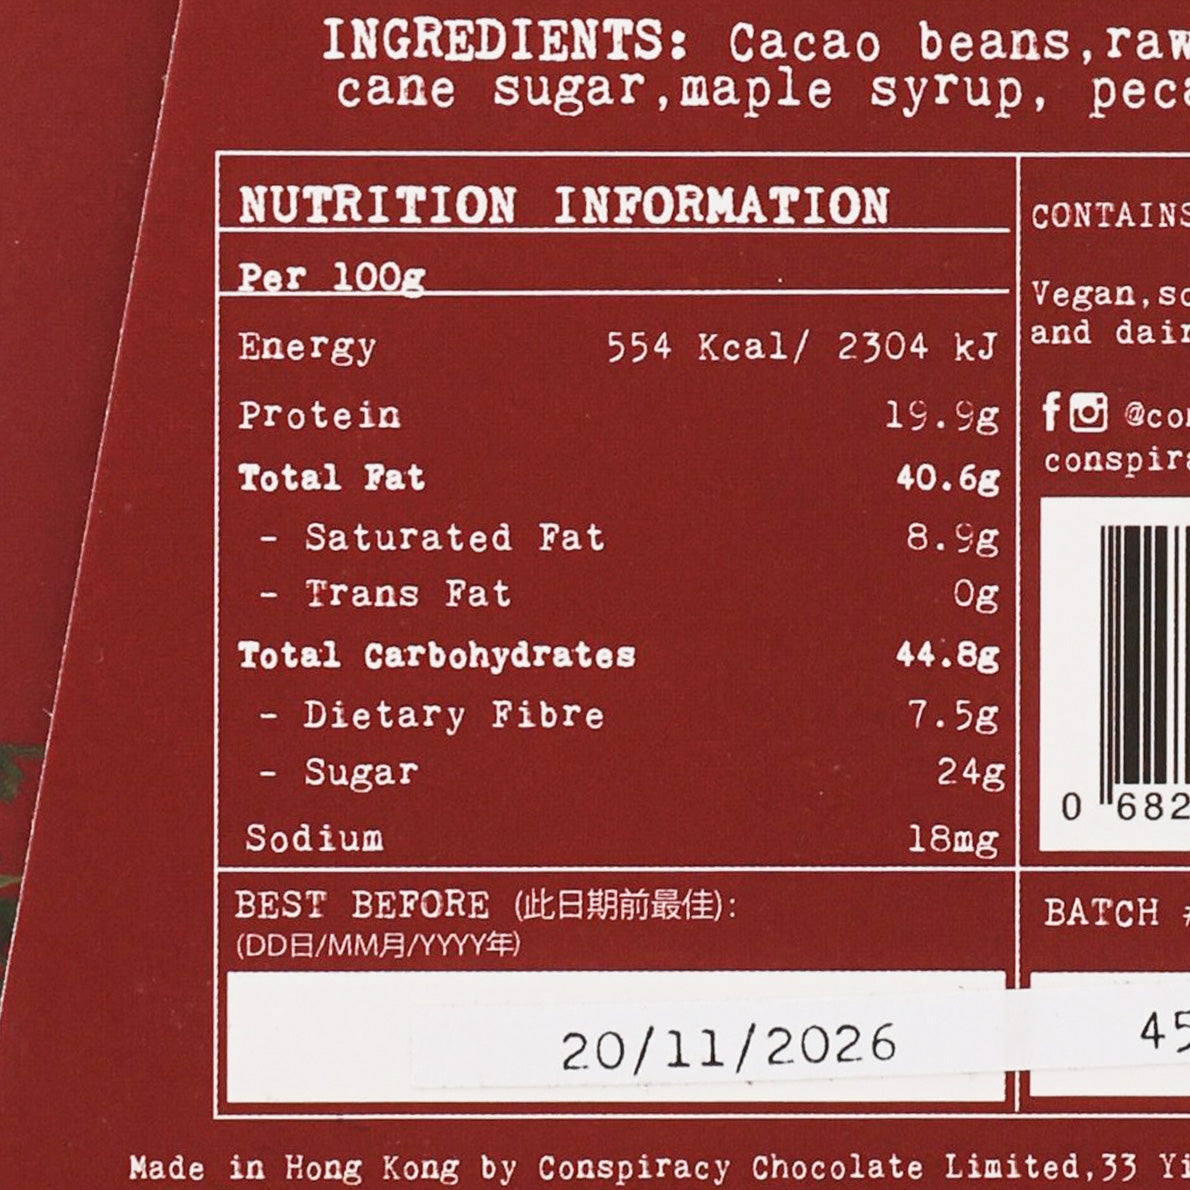 INGREDIENTS: Cacao beans,raw
cane sugar,maple syrup,
NUTRITION INFORMATION
Per 100g
Energy 554 Kcal/ 2304 kJ
Protein 19.9g
Total Fat 40.6g
- Saturated Fat 8.9g
- Trans Fat 0g
Total Carbohydrates 44.8g
- Dietary Fibre 7.5g
- Sugar 24g
Sodium 18mg
CONTAINS
Vegan,
and
0 682
BEST BEFORE (此日期前最佳):
(DD日/MM月/YYYY年)
20/11/2026
BATCH
45
Made in Hong Kong by Conspiracy Chocolate Limited,33